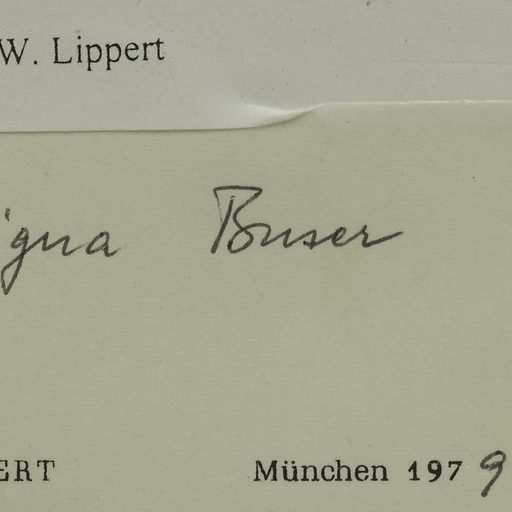 W. Lippert
igna Buser
ERT München 1979